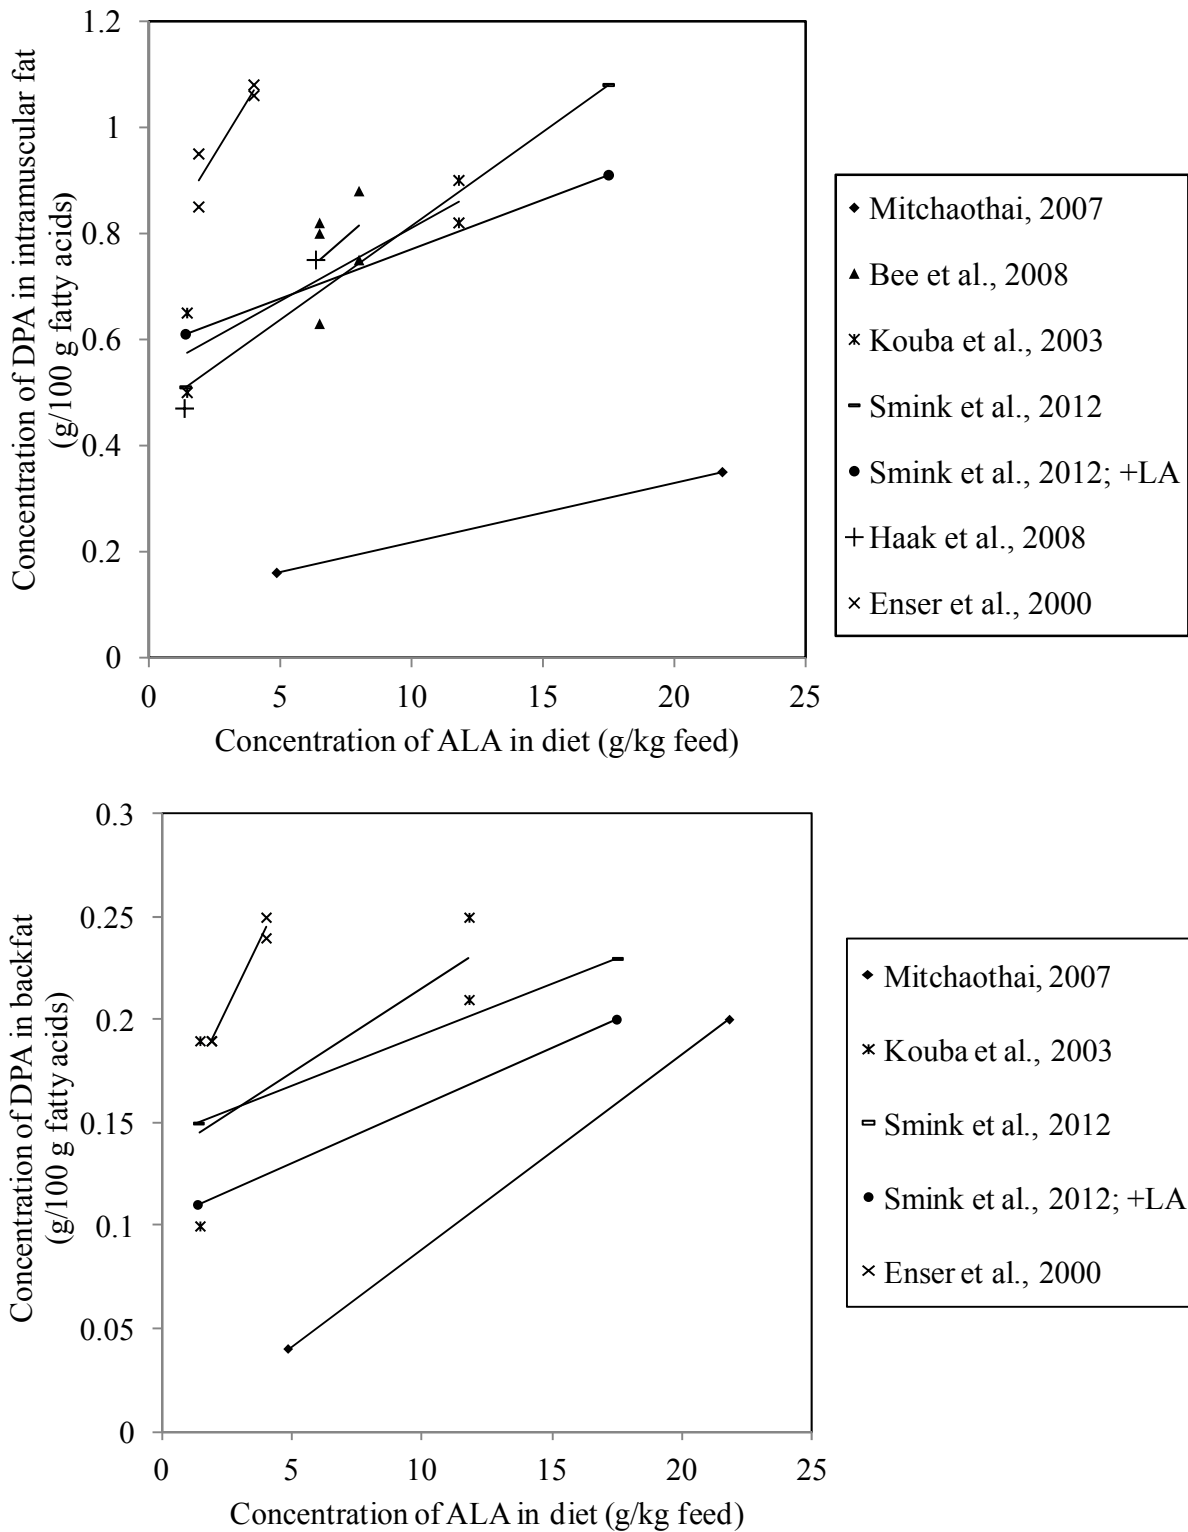 Concentration of DPA in intramuscular fat
(g/100 g fatty acids)
1.2
1
0.8
0.6
0.4
0.2
0
0 5 10 15 20 25
Concentration of ALA in diet (g/kg feed)
Mitchaothai, 2007
Bee et al., 2008
Kouba et al., 2003
Smink et al., 2012
Smink et al., 2012; +LA
Haak et al., 2008
Enser et al., 2000
Concentration of DPA in backfat
(g/100 g fatty acids)
0.3
0.25
0.2
0.15
0.1
0.05
0
0 5 10 15 20 25
Concentration of ALA in diet (g/kg feed)
Mitchaothai, 2007
Kouba et al., 2003
Smink et al., 2012
Smink et al., 2012; +LA
Enser et al., 2000